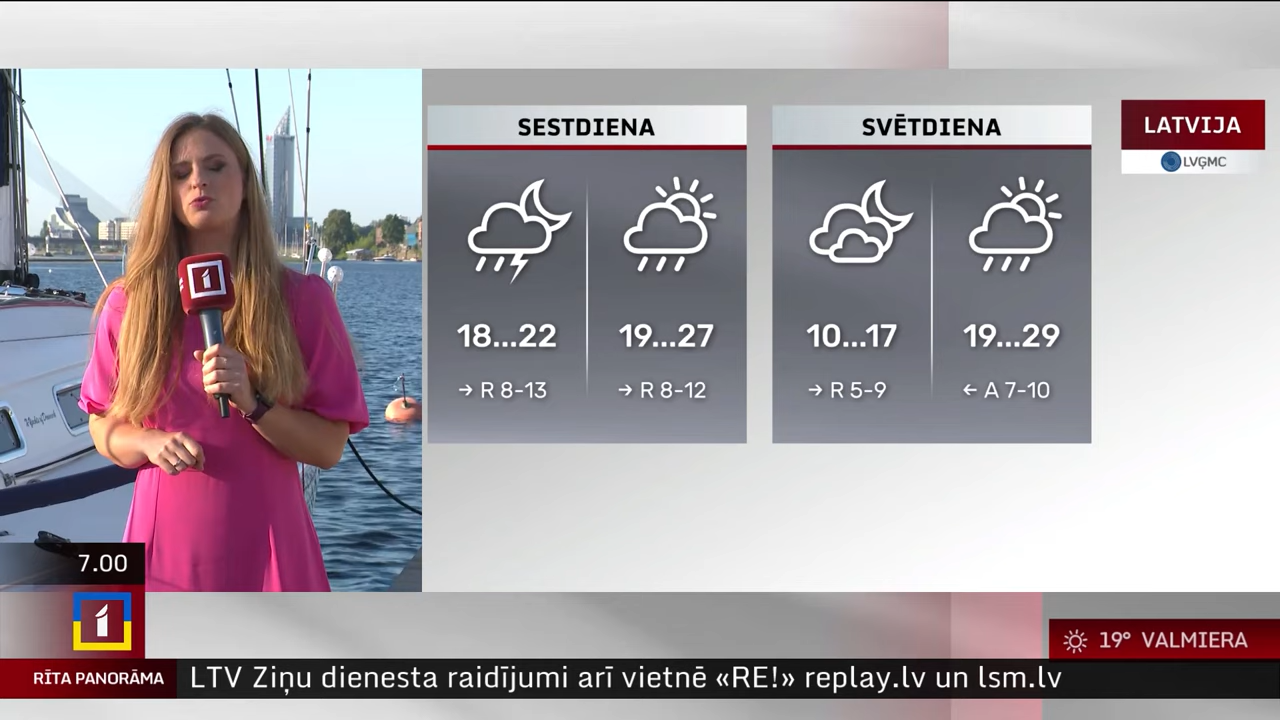 SESTDIENA
18...22
19...27
→ R 8-13
→ R 8-12
SVĒTDIENA
10...17
19...29
→ R 5-9
← A 7-10
LATVIJA
LVĢMC
1
7.00
1
19° VALMIERA
RĪTA PANORĀMA
LTV Ziņu dienesta raidījumi arī vietnē «RE!» replay.lv un lsm.lv